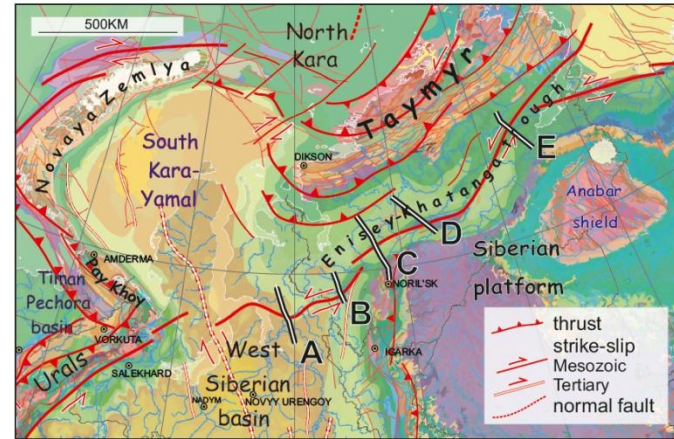 500KM
North
Kara
Novaya Zemlya
Taymyr
South
Kara-
Yamal
DIKSON
Enisey-Khatanga trough
E
Anabar
shield
D
AMDERMA
Pay Khoy
Timan
Pechora
basin
C
Siberian
platform
NORIL'SK
B
VORKUTA
A
West
Siberian
basin
IGARKA
Urals
SALEKHARD
NADYM
NOVYY URENGOY
thrust
strike-slip
Mesozoic
Tertiary
normal fault